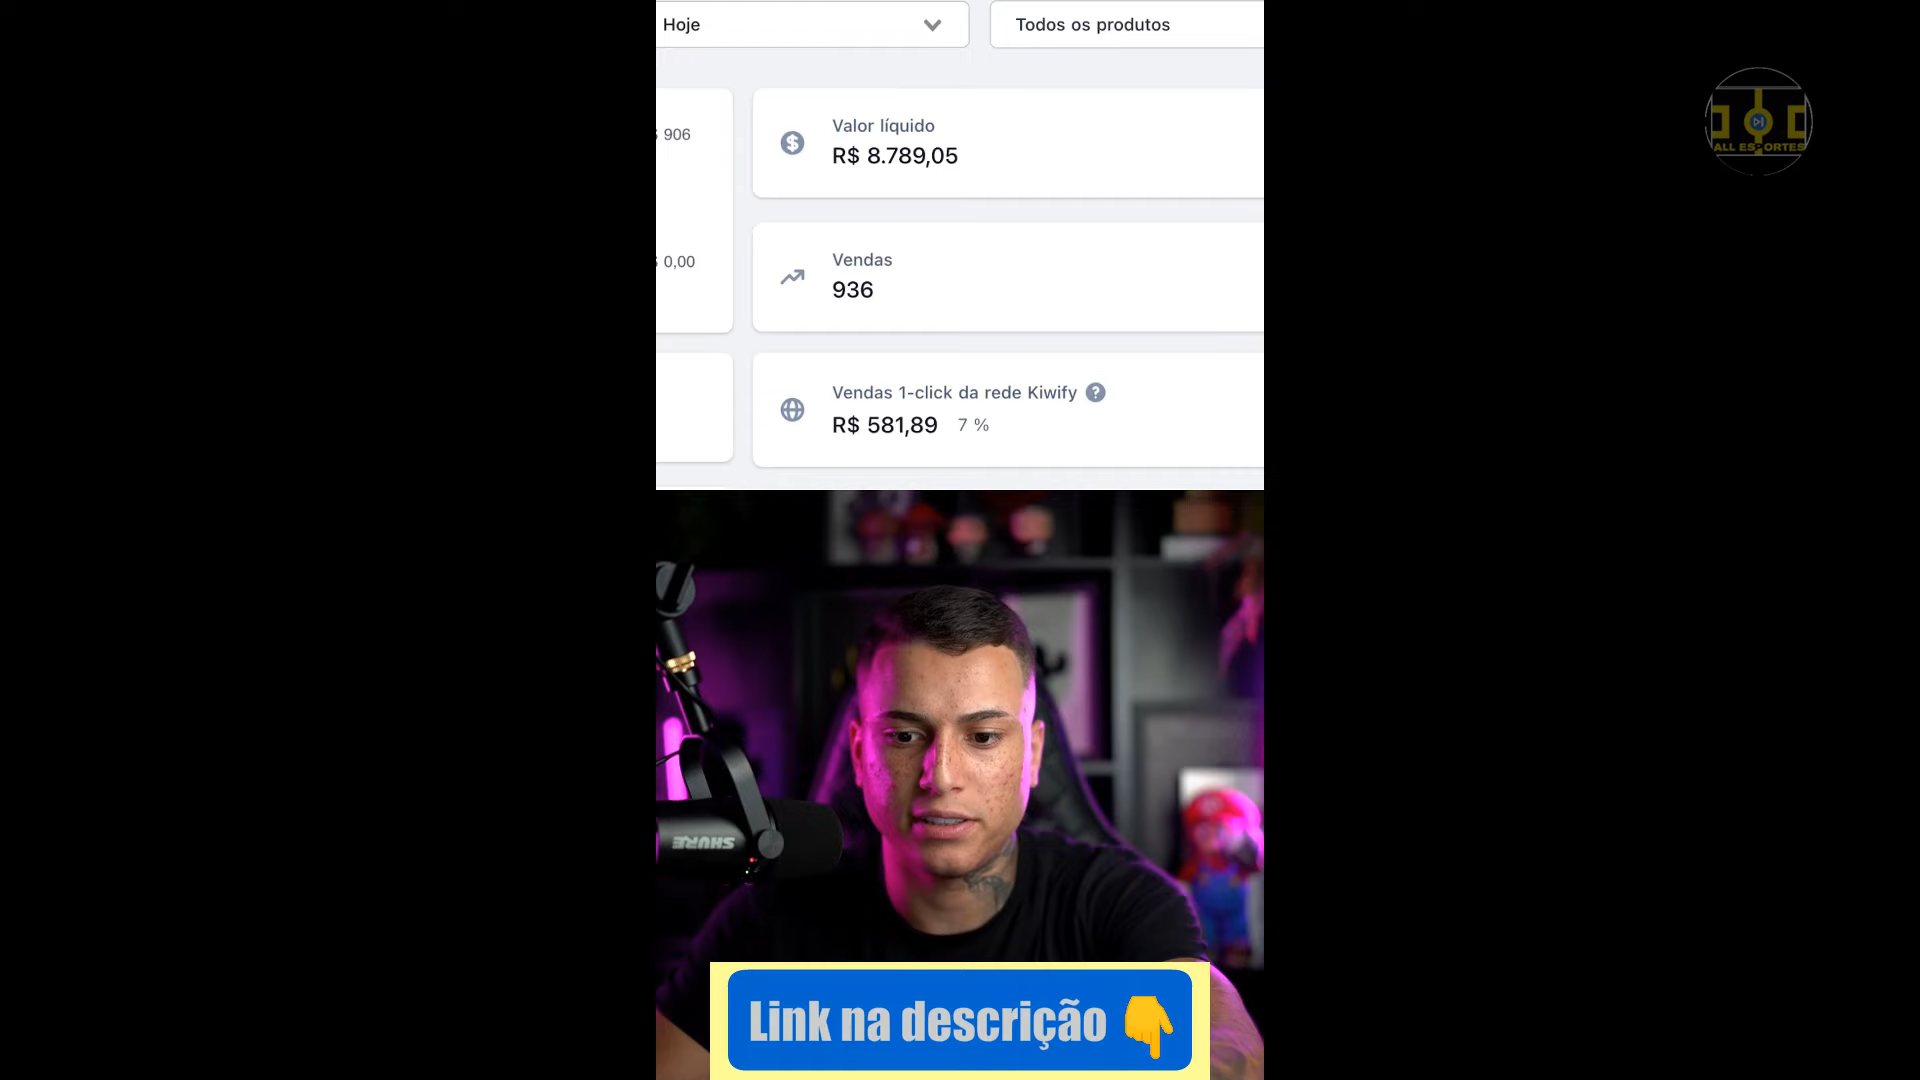 Hoje
Todos os produtos
906
Valor líquido
R$ 8.789,05
0,00
Vendas
936
Vendas 1-click da rede Kiwify ?
R$ 581,89 7 %
ALL ESPORTES
SHURE
Link na descrição